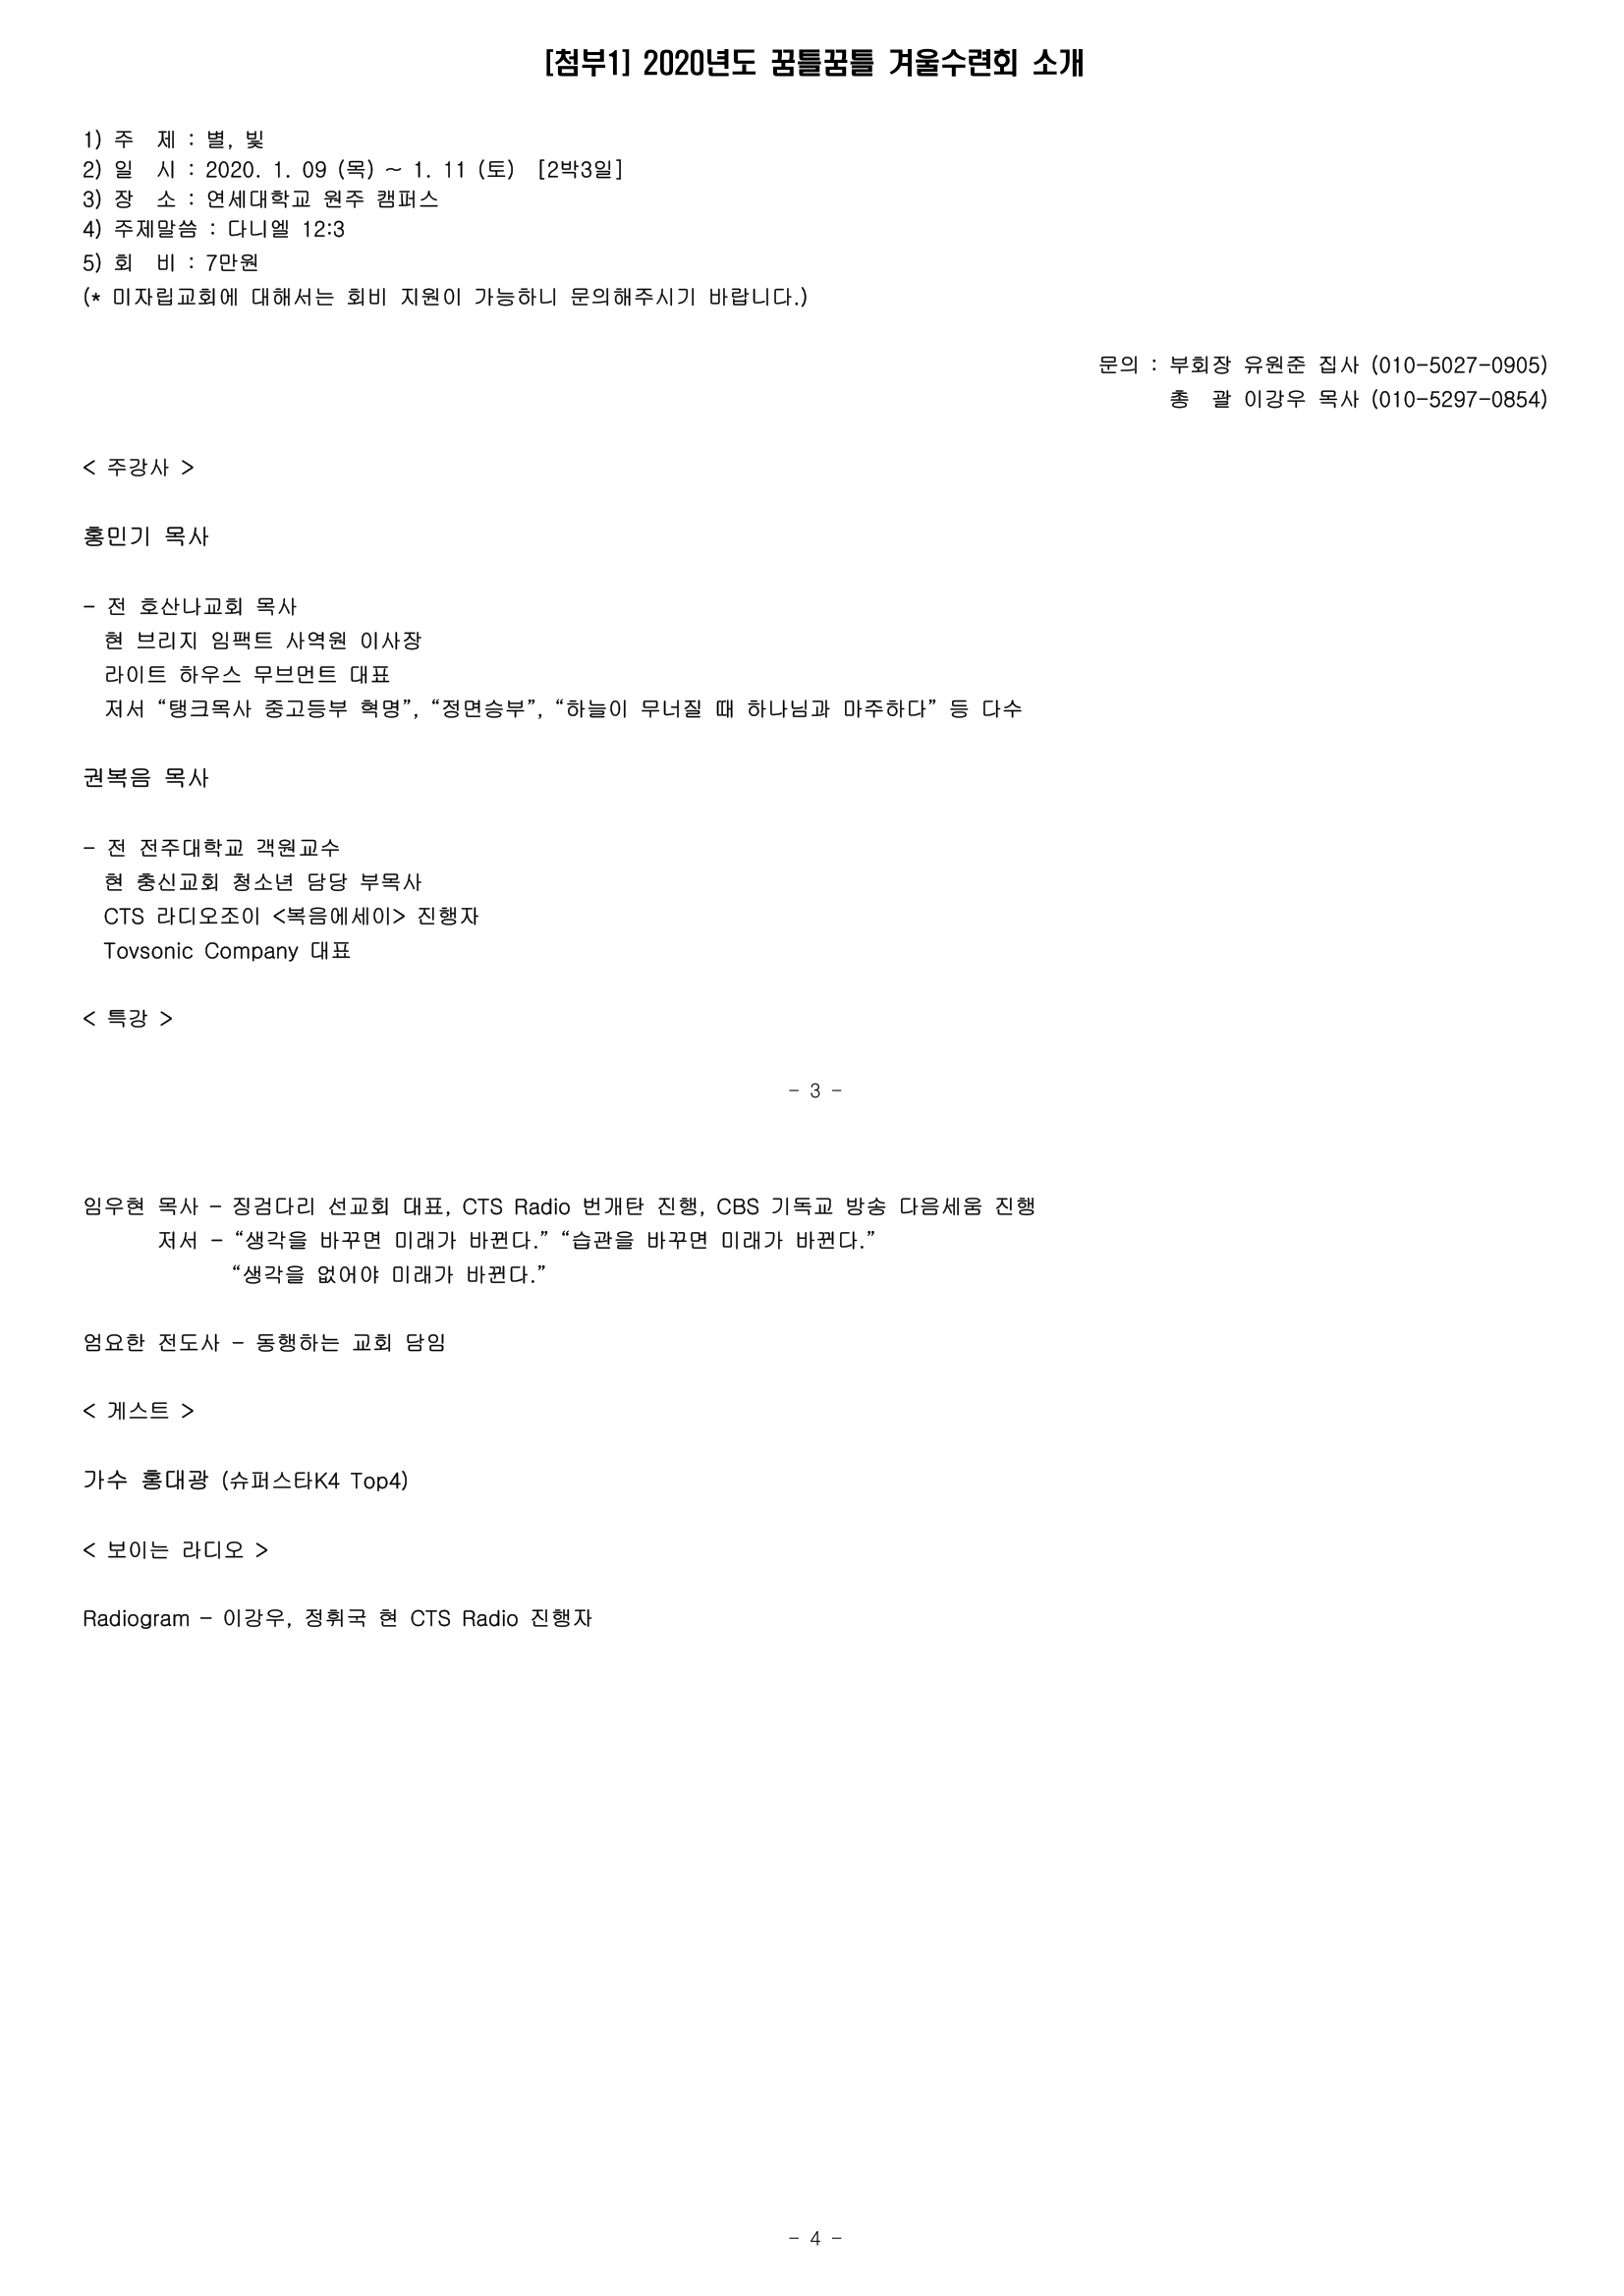 [첨부1] 2020년도 꿈틀꿈틀 겨울수련회 소개
1) 주 제 : 별, 빛
2) 일 시 : 2020. 1. 09 (목) ~ 1. 11 (토) [2박3일]
3) 장 소 : 연세대학교 원주 캠퍼스
4) 주제말씀 : 다니엘 12:3
5) 회 비 : 7만원
(* 미자립교회에 대해서는 회비 지원이 가능하니 문의해주시기 바랍니다.)
문의 : 부회장 유원준 집사 (010-5027-0905)
총 괄 이강우 목사 (010-5297-0854)
< 주강사 >
홍민기 목사
- 전 호산나교회 목사
현 브리지 임팩트 사역원 이사장
라이트 하우스 무브먼트 대표
저서 “탱크목사 중고등부 혁명”, “정면승부”, “하늘이 무너질 때 하나님과 마주하다” 등 다수
권복음 목사
- 전 전주대학교 객원교수
현 충신교회 청소년 담당 부목사
CTS 라디오조이 <복음에세이> 진행자
Tovsonic Company 대표
< 특강 >
- 3 -
임우현 목사 - 징검다리 선교회 대표, CTS Radio 번개탄 진행, CBS 기독교 방송 다음세움 진행
저서 - “생각을 바꾸면 미래가 바뀐다.” “습관을 바꾸면 미래가 바뀐다.”
“생각을 없어야 미래가 바뀐다.”
엄요한 전도사 - 동행하는 교회 담임
< 게스트 >
가수 홍대광 (슈퍼스타K4 Top4)
< 보이는 라디오 >
Radiogram - 이강우, 정휘국 현 CTS Radio 진행자
- 4 -